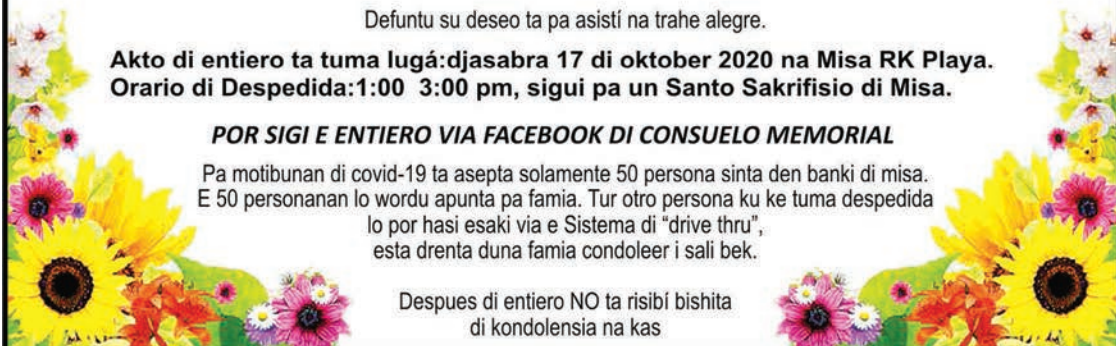 Defuntu su deseo ta pa asistí na trahe alegre.
Akto di entiero ta tuma lugá:djasabra 17 di oktober 2020 na Misa RK Playa.
Orario di Despedida:1:00  3:00 pm, sigui pa un Santo Sakrifisio di Misa.
POR SIGI E ENTIERO VIA FACEBOOK DI CONSUELO MEMORIAL
Pa motibunan di covid-19 ta asepta solamente 50 persona sinta den banki di misa.
E 50 personanan lo wordu apunta pa famia. Tur otro persona ku ke tuma despedida
lo por hasi esaki via e Sistema di “drive thru”,
esta drenta duna famia condoleer i sali bek.
Despues di entiero NO ta risibí bishita
di kondolensia na kas